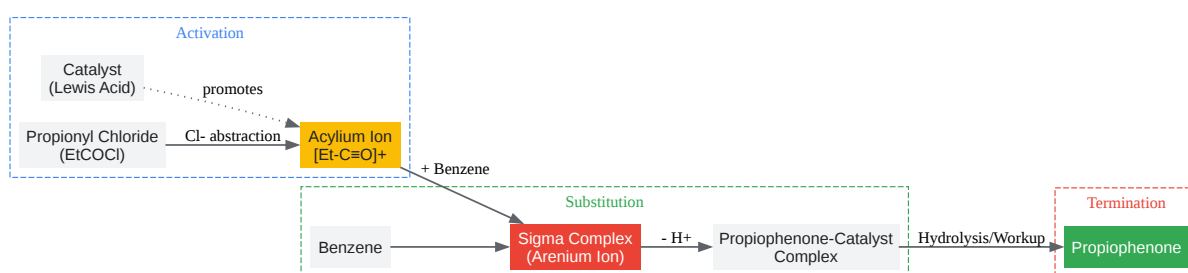 Activation
Catalyst
(Lewis Acid)
promotes
Propionyl Chloride
(EtCOCl)
Cl- abstraction
Acylium Ion
[Et-C≡O]+
+ Benzene
Substitution
Benzene
Sigma Complex
(Arenium Ion)
- H+
Propiophenone-Catalyst
Complex
Hydrolysis/Workup
Termination
Propiophenone